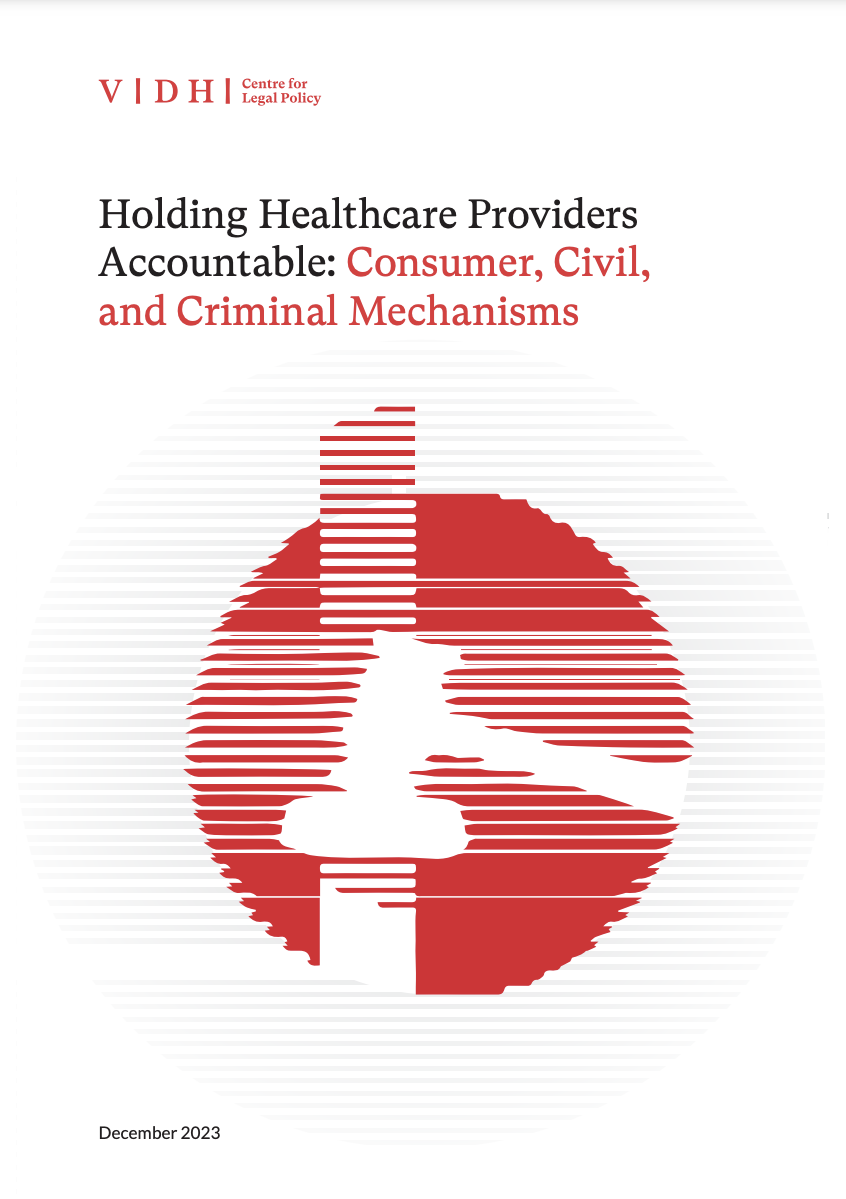 V | D H | Centre for
Legal Policy
Holding Healthcare Providers
Accountable: Consumer, Civil,
and Criminal Mechanisms
December 2023